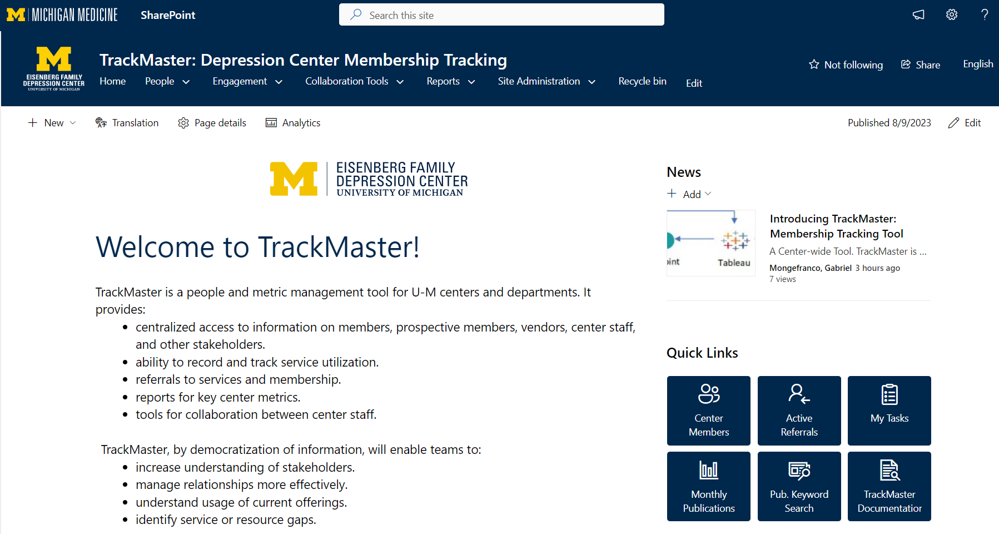 M | MICHIGAN MEDICINE
SharePoint
Search this site
?
M
EISENBERG FAMILY
DEPRESSION CENTER
UNIVERSITY OF MICHIGAN
TrackMaster: Depression Center Membership Tracking
Home People Engagement Collaboration Tools Reports Site Administration Recycle bin Edit
Not following Share English
New Translation Page details Analytics
Published 8/9/2023 Edit
M
EISENBERG FAMILY
DEPRESSION CENTER
UNIVERSITY OF MICHIGAN
Welcome to TrackMaster!
TrackMaster is a people and metric management tool for U-M centers and departments. It
provides:
• centralized access to information on members, prospective members, vendors, center staff,
and other stakeholders.
• ability to record and track service utilization.
• referrals to services and membership.
• reports for key center metrics.
• tools for collaboration between center staff.
TrackMaster, by democratization of information, will enable teams to:
• increase understanding of stakeholders.
• manage relationships more effectively.
• understand usage of current offerings.
• identify service or resource gaps.
News
+ Add
oint
Tableau
Introducing TrackMaster:
Membership Tracking Tool
A Center-wide Tool. TrackMaster is ...
Mongefranco, Gabriel 3 hours ago
7 views
Quick Links
Center
Members
Active
Referrals
My Tasks
Monthly
Publications
Pub. Keyword
Search
TrackMaster
Documentation